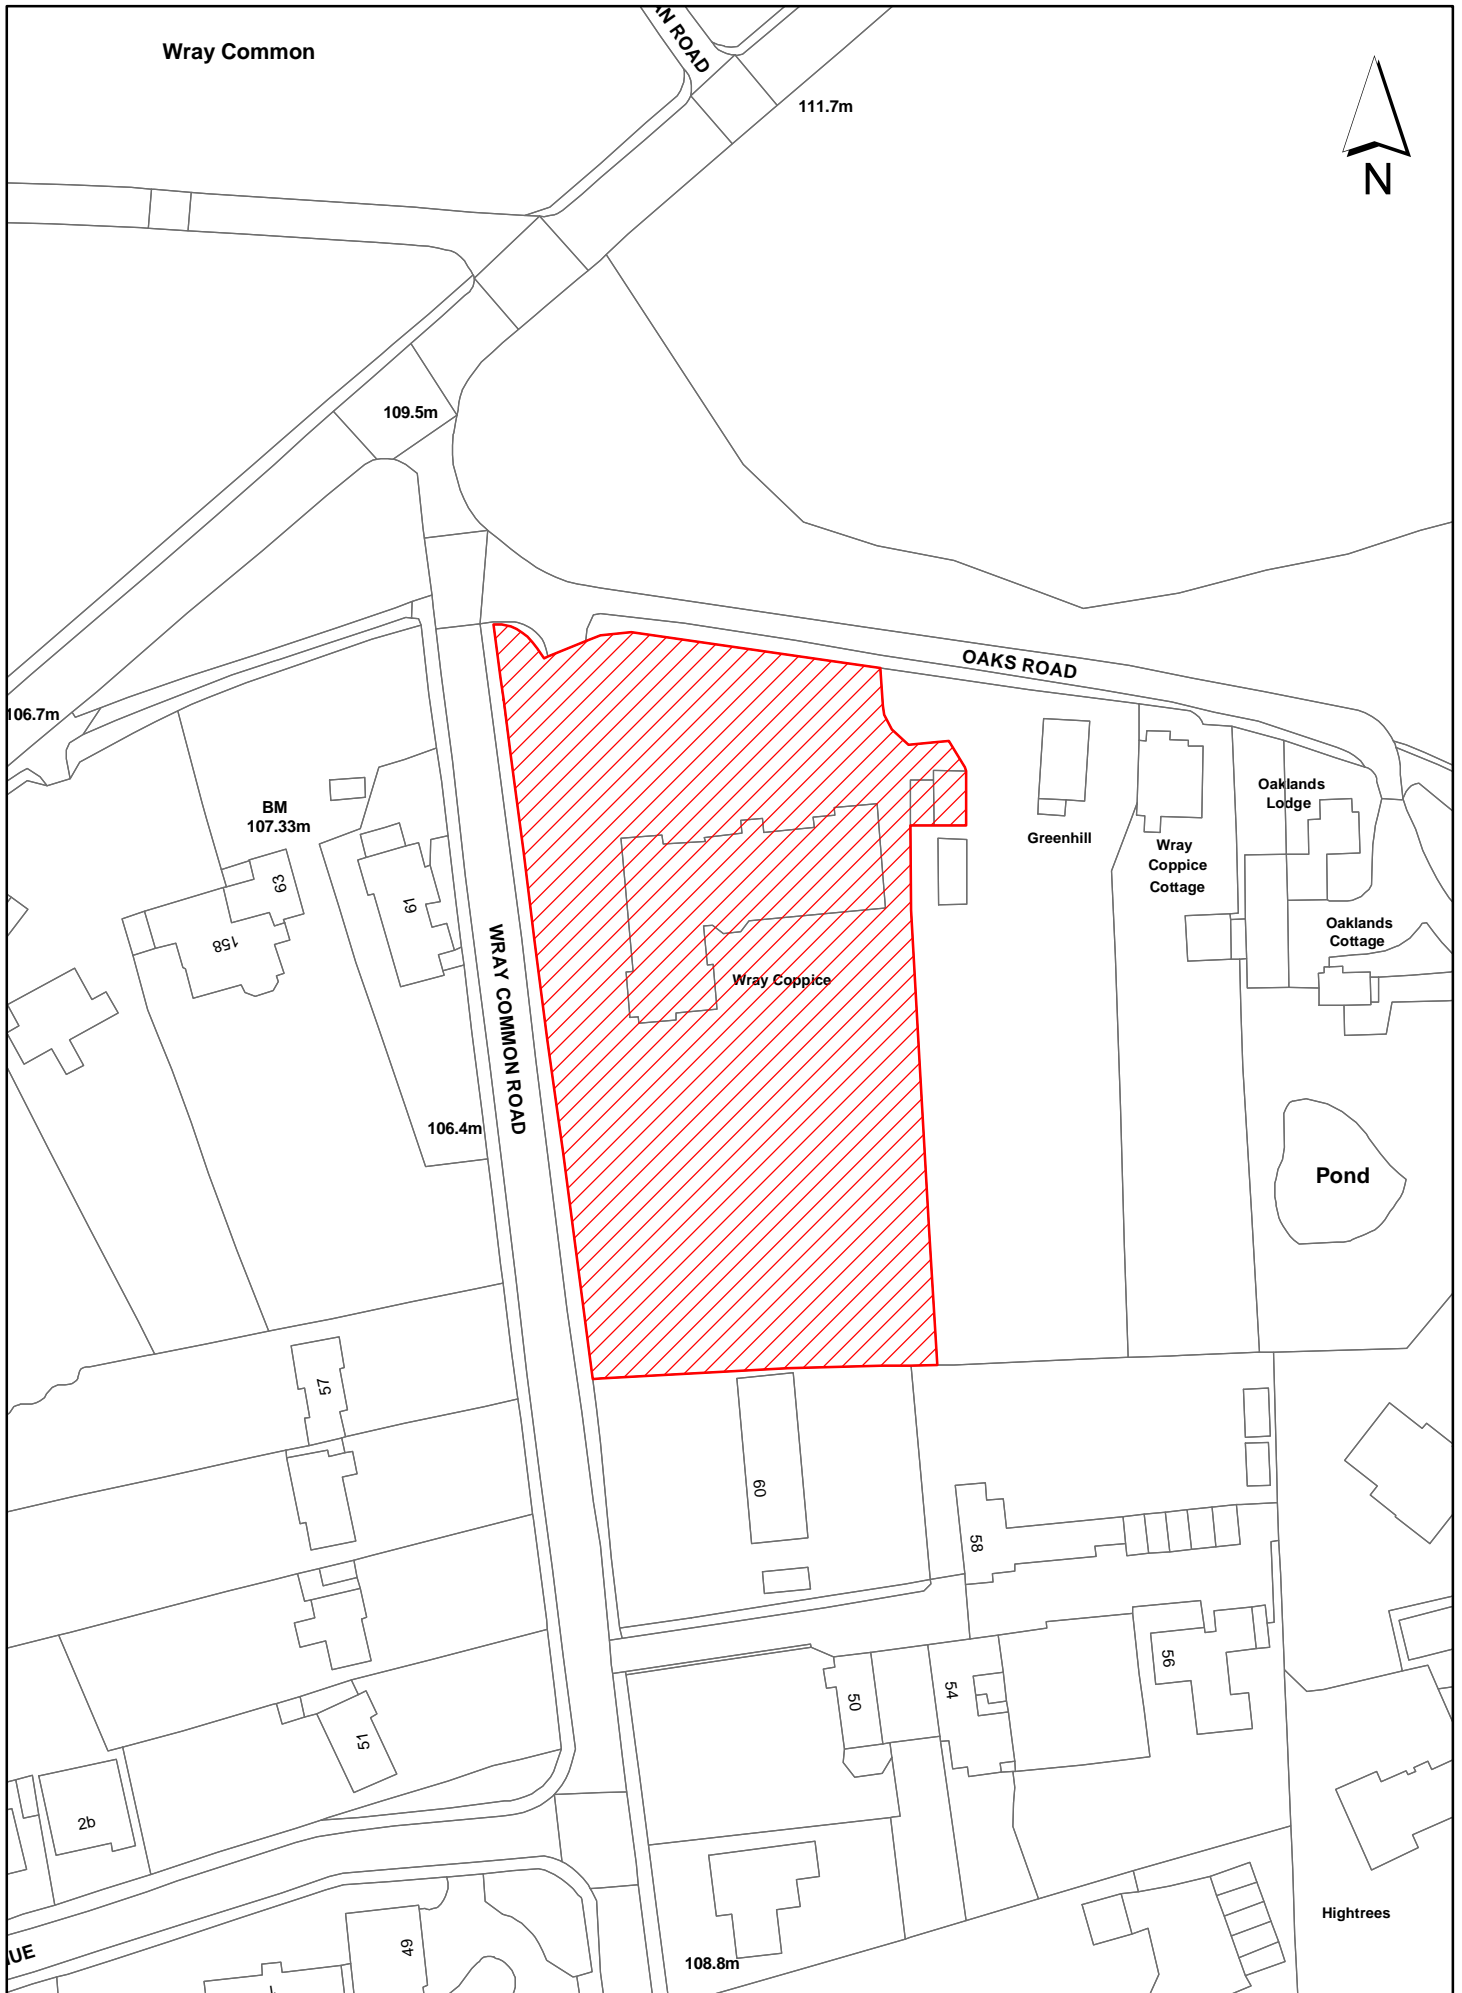 AN ROAD
Wray Common
111.7m
N
109.5m
OAKS ROAD
106.7m
BM
107.33m
Oaklands
Lodge
Greenhill
Wray
Coppice
Cottage
63
61
158
Oaklands
Cottage
WRAY COMMON ROAD
Wray Coppice
106.4m
Pond
57
60
58
56
54
50
51
2b
Hightrees
49
108.8m